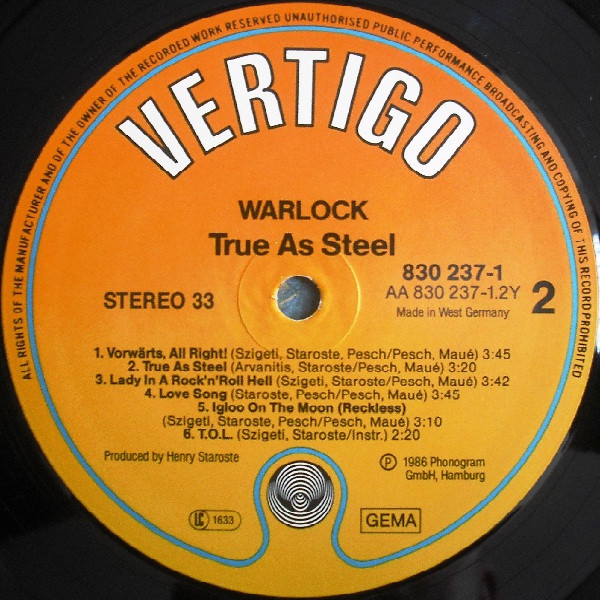 ALL RIGHTS OF THE MANUFACTURER AND OF THE OWNER OF THE RECORDED WORK RESERVED UNAUTHORISED PUBLIC PERFORMANCE BROADCASTING AND COPYING OF THIS RECORD PROHIBITED
VERTIGO
WARLOCK
True As Steel
830 237-1
AA 830 237-1.2Y
Made in West Germany
2
STEREO 33
1. Vorwärts, All Right! (Szigeti, Staroste, Pesch/Pesch, Maué) 3:45
2. True As Steel (Arvanitis, Staroste, Pesch/Pesch, Maué) 3:20
3. Lady In A Rock'n'Roll Hell (Szigeti, Staroste/Pesch, Maué) 3:42
4. Love Song (Staroste, Pesch/Pesch, Maué) 3:45
5. Igloo On The Moon (Reckless)
(Szigeti, Staroste, Pesch/Pesch, Maué) 3:10
6. T.O.L. (Szigeti, Staroste/Instr.) 2:20
Produced by Henry Staroste
℗ 1986 Phonogram
GmbH, Hamburg
LC 1633
GEMA